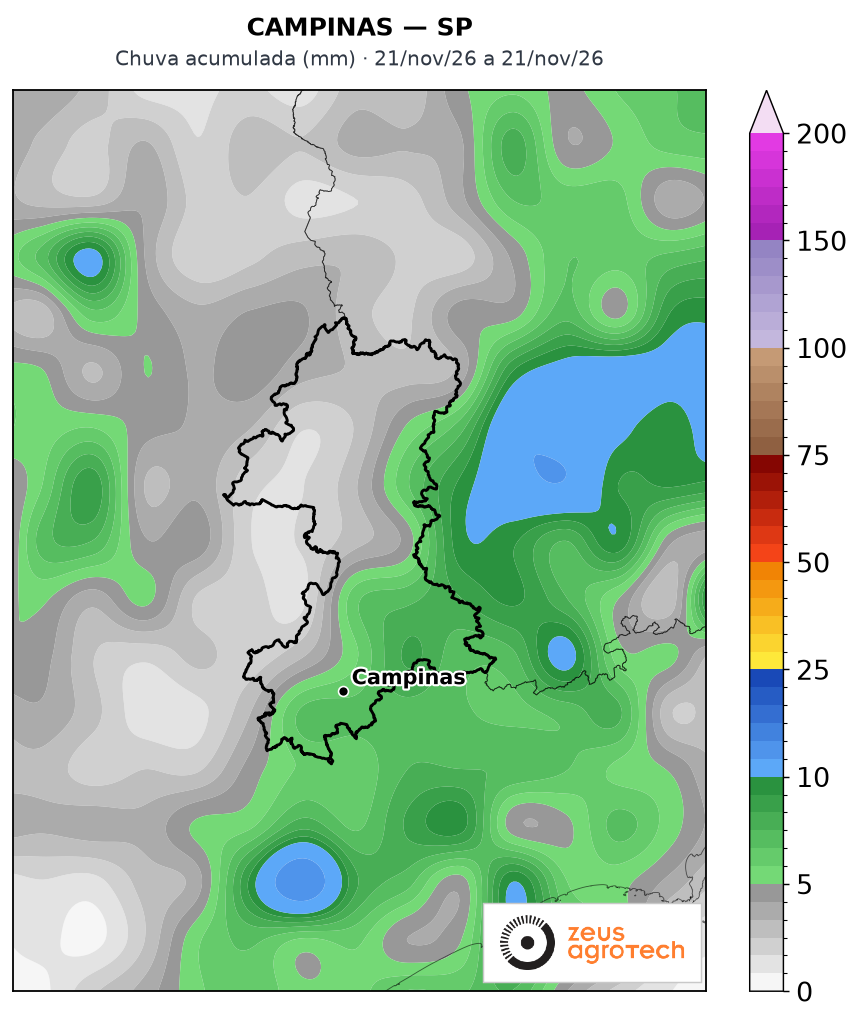 CAMPINAS — SP
Chuva acumulada (mm) · 21/nov/26 a 21/nov/26
200
150
100
75
50
25
10
5
0
Campinas
zeus
agrotech